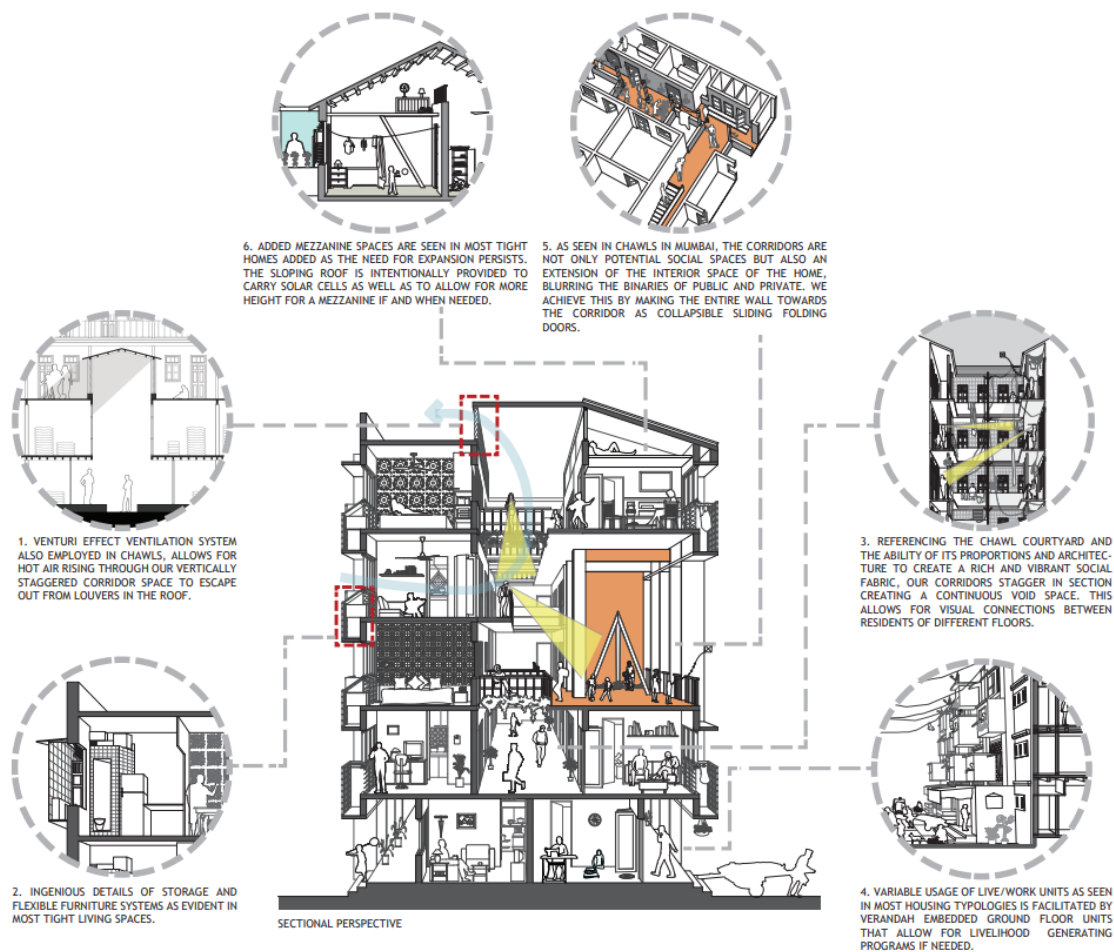 6. ADDED MEZZANINE SPACES ARE SEEN IN MOST TIGHT
HOMES ADDED AS THE NEED FOR EXPANSION PERSISTS.
THE SLOPING ROOF IS INTENTIONALLY PROVIDED TO
CARRY SOLAR CELLS AS WELL AS TO ALLOW FOR MORE
HEIGHT FOR A MEZZANINE IF AND WHEN NEEDED.
5. AS SEEN IN CHAWLS IN MUMBAI, THE CORRIDORS ARE
NOT ONLY POTENTIAL SOCIAL SPACES BUT ALSO AN
EXTENSION OF THE INTERIOR SPACE OF THE HOME,
BLURRING THE BINARIES OF PUBLIC AND PRIVATE. WE
ACHIEVE THIS BY MAKING THE ENTIRE WALL TOWARDS
THE CORRIDOR AS COLLAPSIBLE SLIDING FOLDING
DOORS.
1. VENTURI EFFECT VENTILATION SYSTEM
ALSO EMPLOYED IN CHAWLS, ALLOWS FOR
HOT AIR RISING THROUGH OUR VERTICALLY
STAGGERED CORRIDOR SPACE TO ESCAPE
OUT FROM LOUVERS IN THE ROOF.
3. REFERENCING THE CHAWL COURTYARD AND
THE ABILITY OF ITS PROPORTIONS AND ARCHITEC-
TURE TO CREATE A RICH AND VIBRANT SOCIAL
FABRIC, OUR CORRIDORS STAGGER IN SECTION
CREATING A CONTINUOUS VOID SPACE. THIS
ALLOWS FOR VISUAL CONNECTIONS BETWEEN
RESIDENTS OF DIFFERENT FLOORS.
2. INGENIOUS DETAILS OF STORAGE AND
FLEXIBLE FURNITURE SYSTEMS AS EVIDENT IN
MOST TIGHT LIVING SPACES.
SECTIONAL PERSPECTIVE
4. VARIABLE USAGE OF LIVE/WORK UNITS AS SEEN
IN MOST HOUSING TYPOLOGIES IS FACILITATED BY
VERANDAH EMBEDDED GROUND FLOOR UNITS
THAT ALLOW FOR LIVELIHOOD GENERATING
PROGRAMS IF NEEDED.